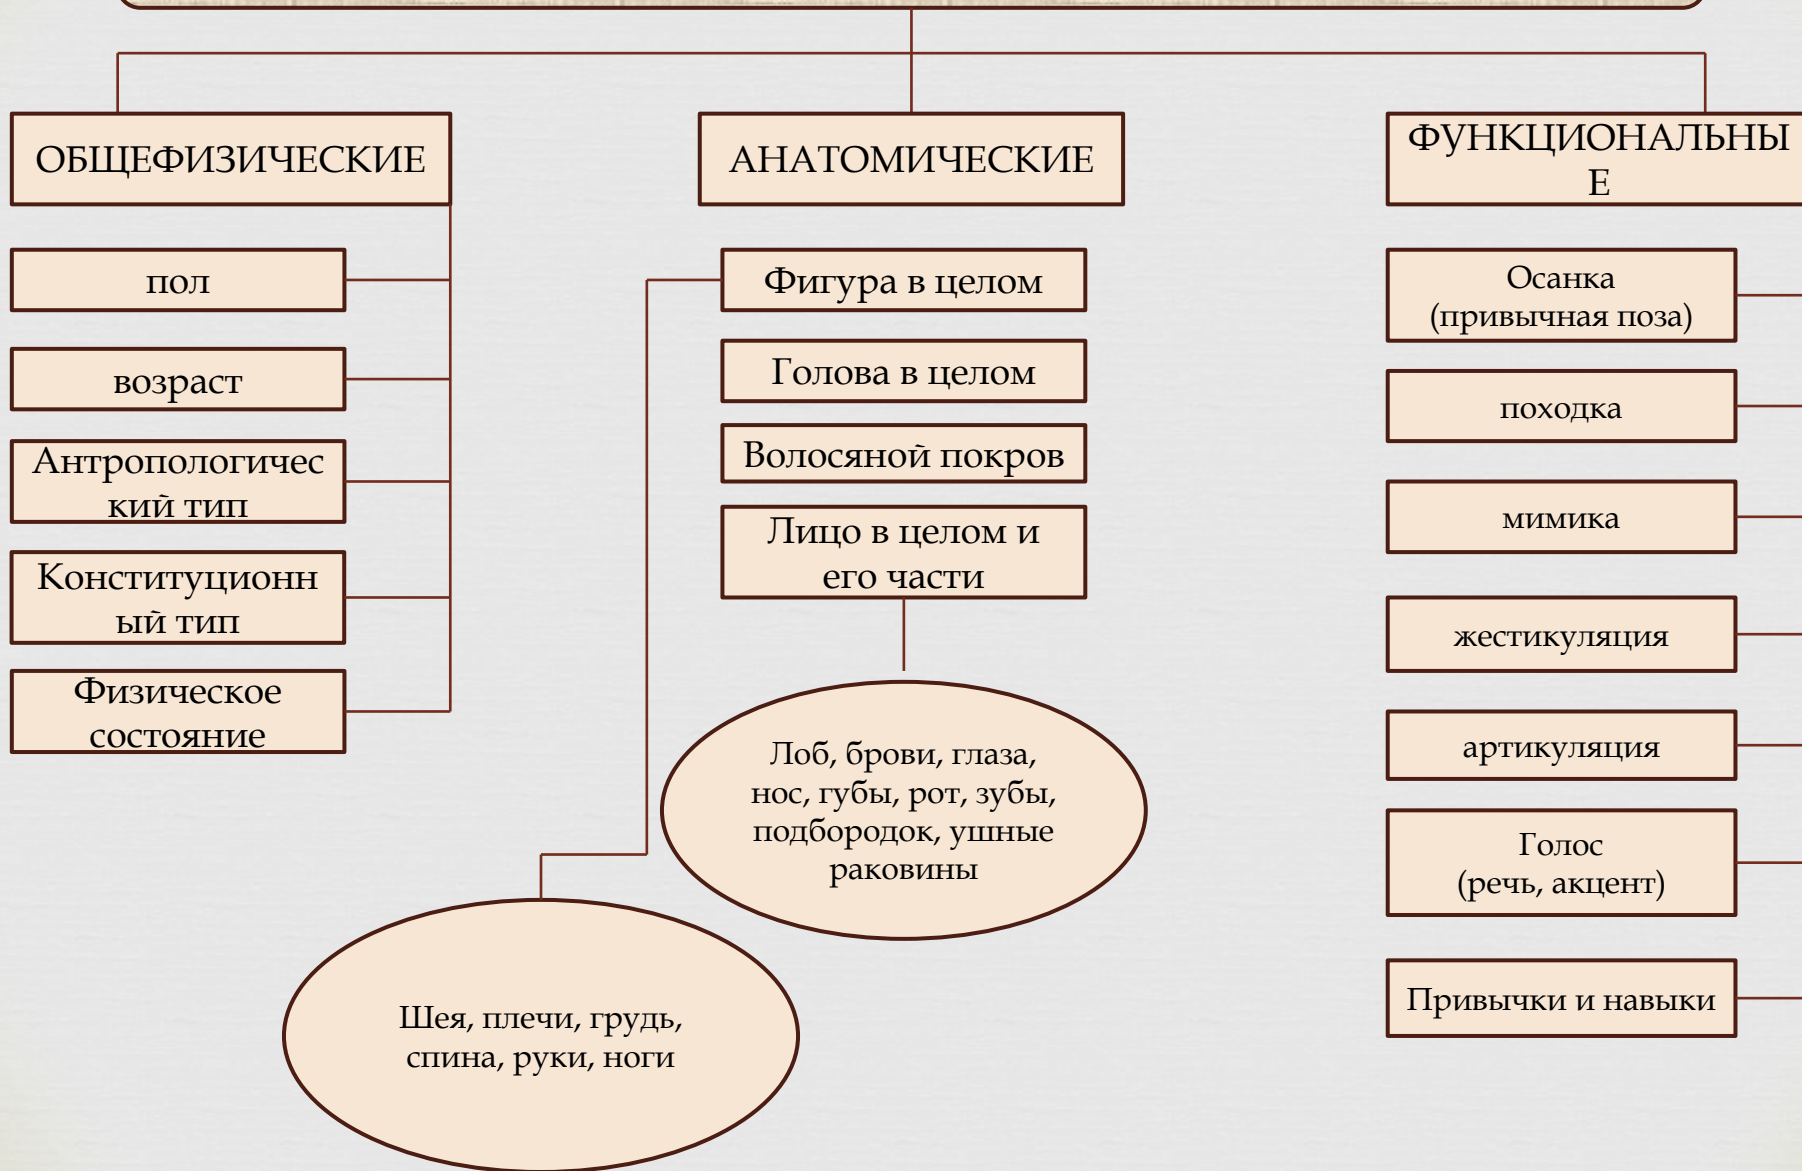 ОБЩЕФИЗИЧЕСКИЕ
пол
возраст
Антропологичес
кий тип
Конституционн
ый тип
Физическое
состояние
АНАТОМИЧЕСКИЕ
Фигура в целом
Голова в целом
Волосяной покров
Лицо в целом и
его части
Лоб, брови, глаза,
нос, губы, рот, зубы,
подбородок, ушные
раковины
Шея, плечи, грудь,
спина, руки, ноги
ФУНКЦИОНАЛЬНЫ
Е
Осанка
(привычная поза)
походка
мимика
жестикуляция
артикуляция
Голос
(речь, акцент)
Привычки и навыки